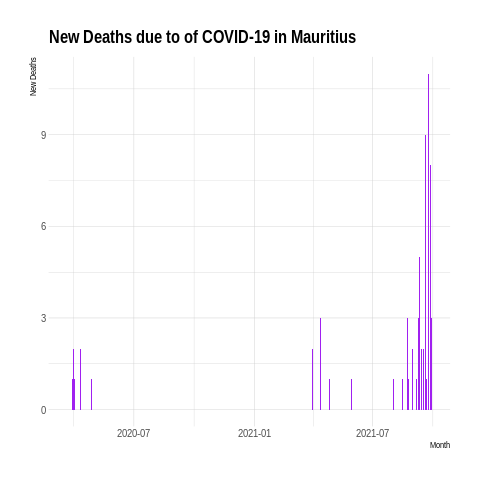 New Deaths due to of COVID-19 in Mauritius
New Deaths
9
6
3
0
2020-07 2021-01 2021-07
Month